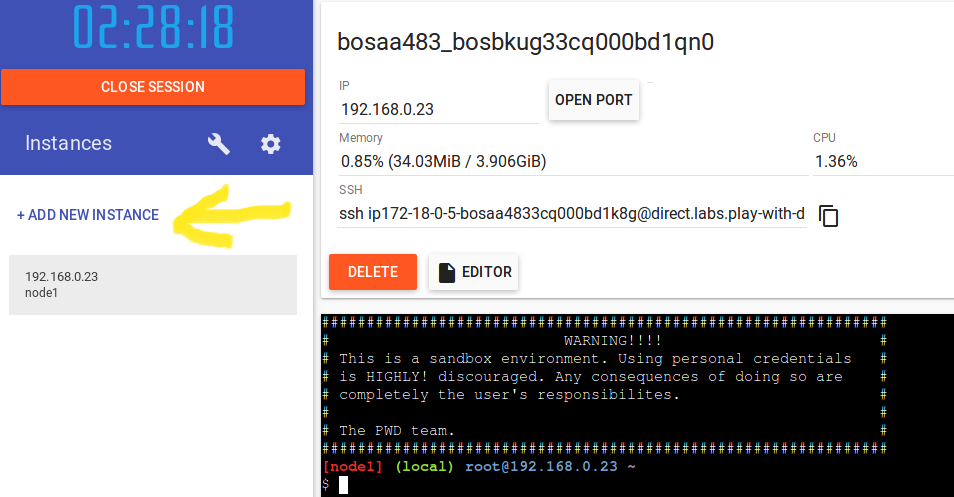 02:28:18
CLOSE SESSION
Instances
+ ADD NEW INSTANCE
192.168.0.23
node1
bosaa483_bosbkug33cq000bd1qn0
IP
192.168.0.23
OPEN PORT
Memory
0.85% (34.03MiB / 3.906GiB)
CPU
1.36%
SSH
ssh ip172-18-0-5-bosaa4833cq000bd1k8g@direct.labs.play-with-d
DELETE
EDITOR
###############################################################
# WARNING!!!! #
# This is a sandbox environment. Using personal credentials #
# is HIGHLY! discouraged. Any consequences of doing so are #
# completely the user's responsibilites. #
# #
# The PWD team. #
###############################################################
[node1] (local) root@192.168.0.23 ~
$